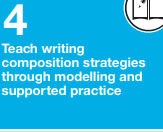 4
Teach writing
composition strategies
through modelling and
supported practice